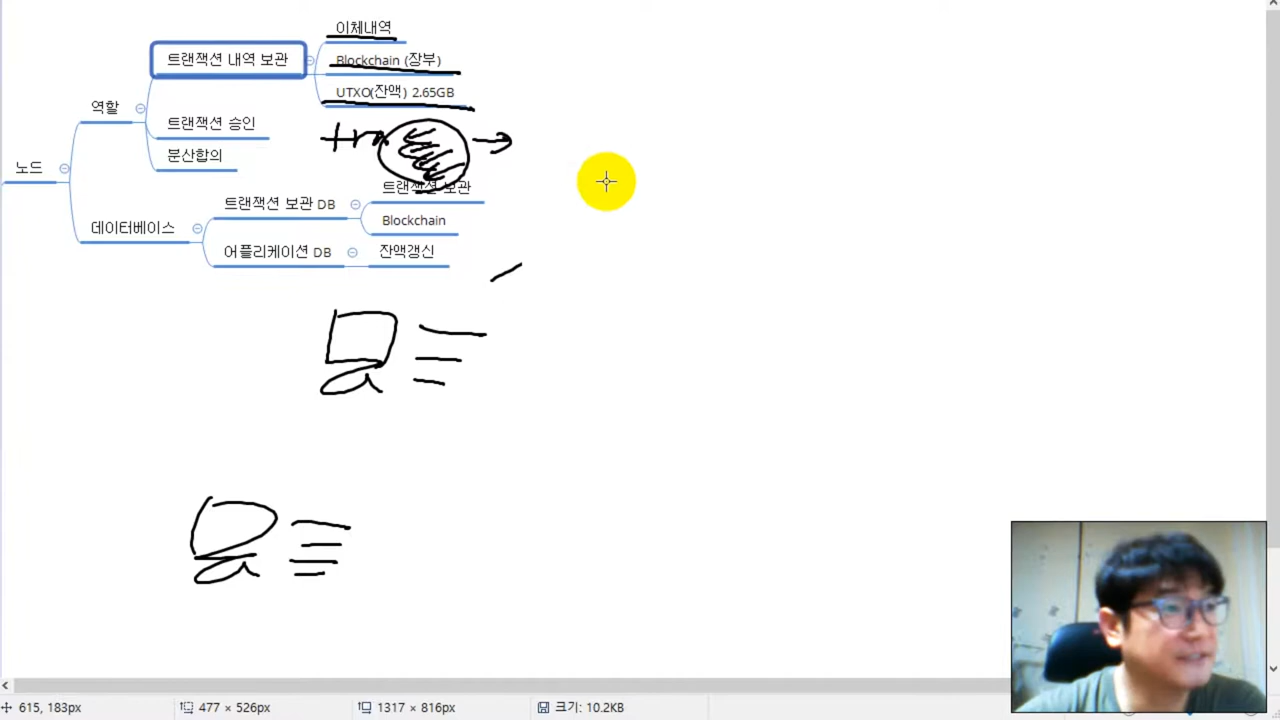 이체내역
트랜잭션 내역 보관
Blockchain (장부)
UTXO(잔액) 2.65GB
역할
트랜잭션 승인
tra
분산합의
노드
트랜잭션 보관
트랜잭션 보관 DB
Blockchain
데이터베이스
어플리케이션 DB
잔액갱신
615, 183px
477 × 526px
1317 × 816px
크기: 10.2KB